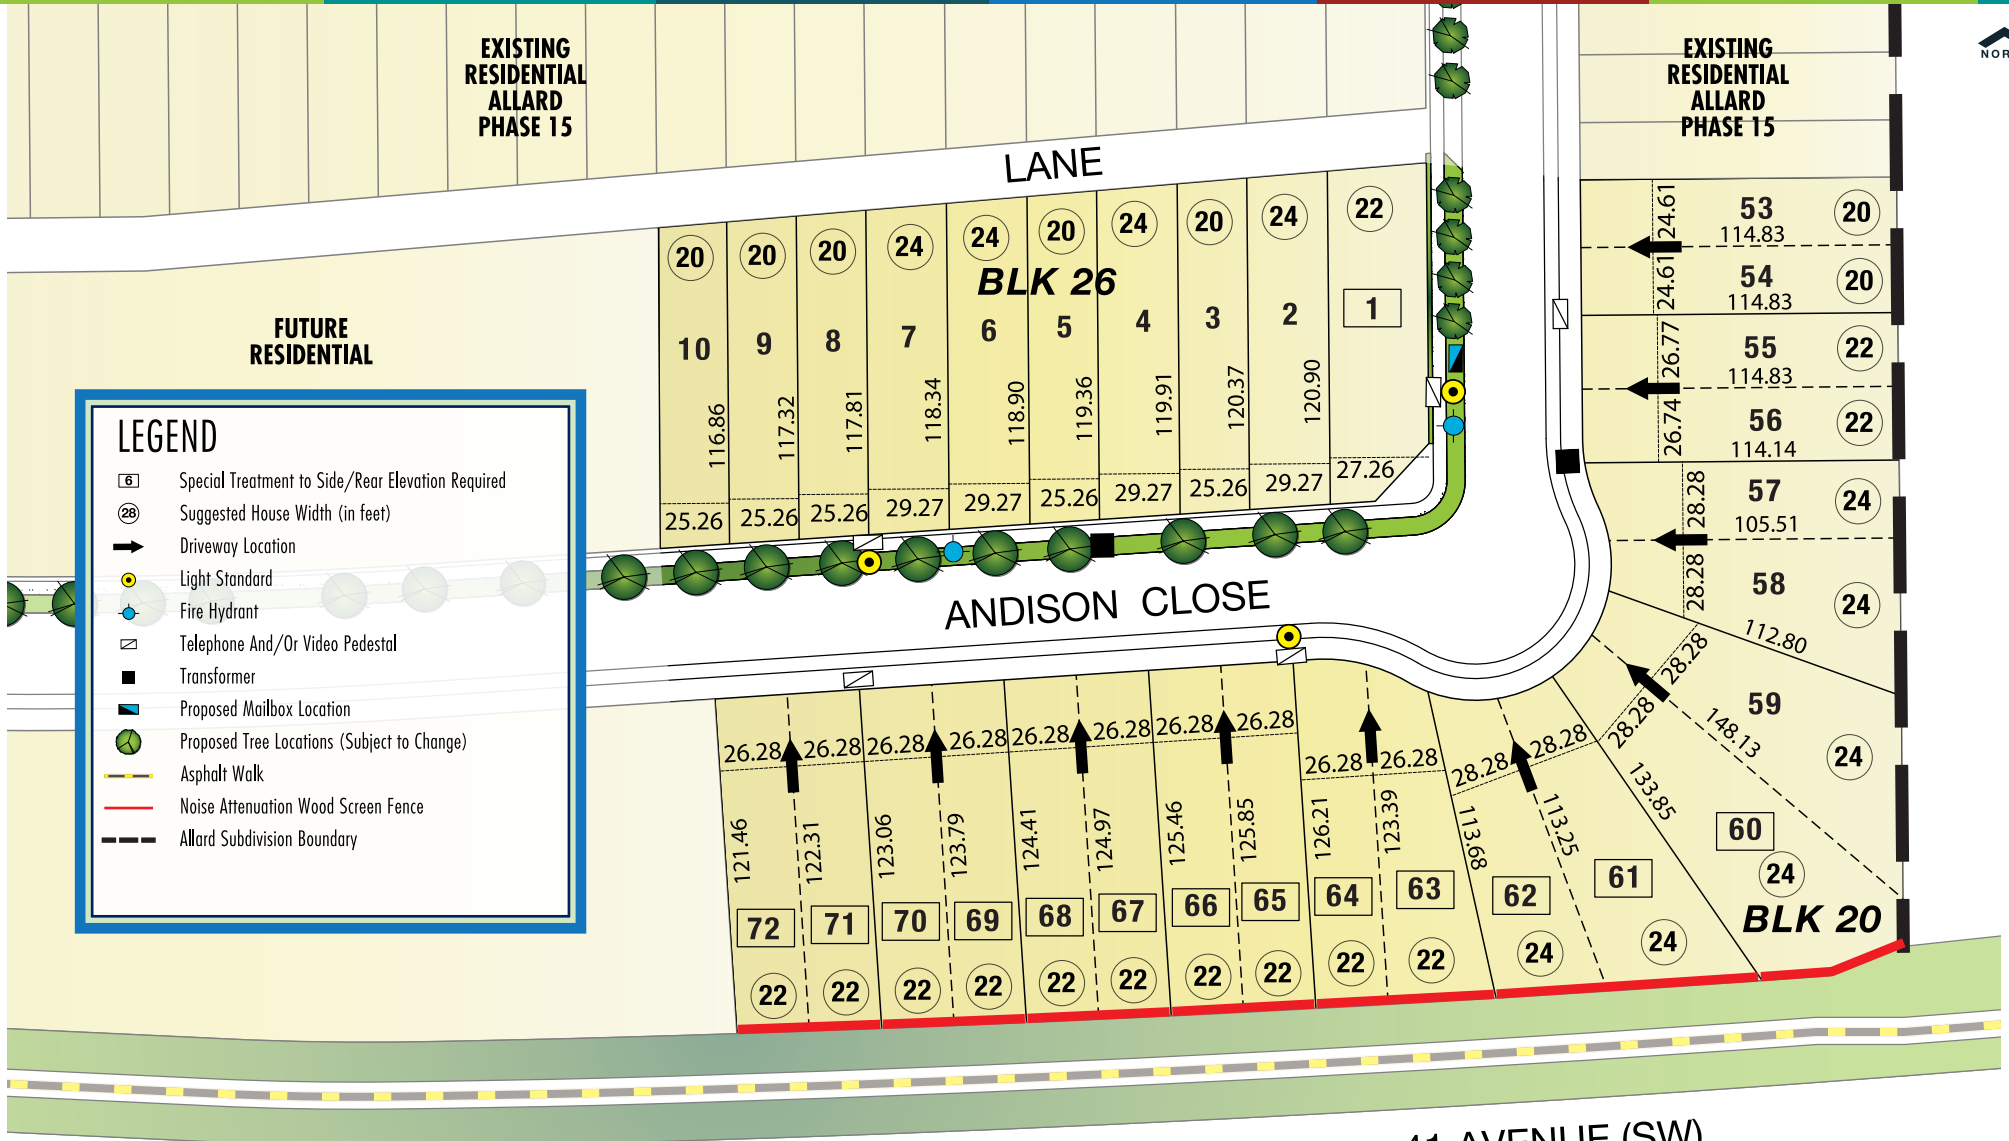 EXISTING
RESIDENTIAL
ALLARD
PHASE 15
EXISTING
RESIDENTIAL
ALLARD
PHASE 15
LANE
20 20 20 24 24 20 24 20 24 22
BLK 26
10 9 8 7 6 5 4 3 2 1
116.86 117.32 117.81 118.34 118.90 119.36 119.91 120.37 120.90
25.26 25.26 25.26 29.27 29.27 25.26 29.27 25.26 29.27 27.26
FUTURE
RESIDENTIAL
24.61 53 20
114.83
24.61 54 20
114.83
26.77 55 22
114.83
26.74 56 22
114.14
28.28 57 24
105.51
28.28 58 24
112.80
28.28 59
28.28 148.13 24
133.85 60
24
BLK 20
ANDISON CLOSE
26.28 26.28 26.28 26.28 26.28 26.28 26.28 26.28 26.28 26.28 28.28 28.28
121.46 122.31 123.06 123.79 124.41 124.97 125.46 125.85 126.21 123.39 113.68 113.25
72 71 70 69 68 67 66 65 64 63 62 61
22 22 22 22 22 22 22 22 22 22 24 24
LEGEND
6 Special Treatment to Side/Rear Elevation Required
28 Suggested House Width (in feet)
Driveway Location
Light Standard
Fire Hydrant
Telephone And/Or Video Pedestal
Transformer
Proposed Mailbox Location
Proposed Tree Locations (Subject to Change)
Asphalt Walk
Noise Attenuation Wood Screen Fence
Allard Subdivision Boundary
41 AVENUE (SW)